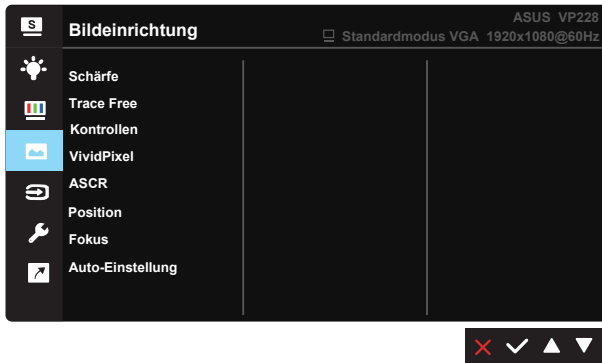 S
Bildeinrichtung
ASUS VP228
Standardmodus VGA 1920x1080@60Hz
Schärfe
Trace Free
Kontrollen
VividPixel
ASCR
Position
Fokus
Auto-Einstellung